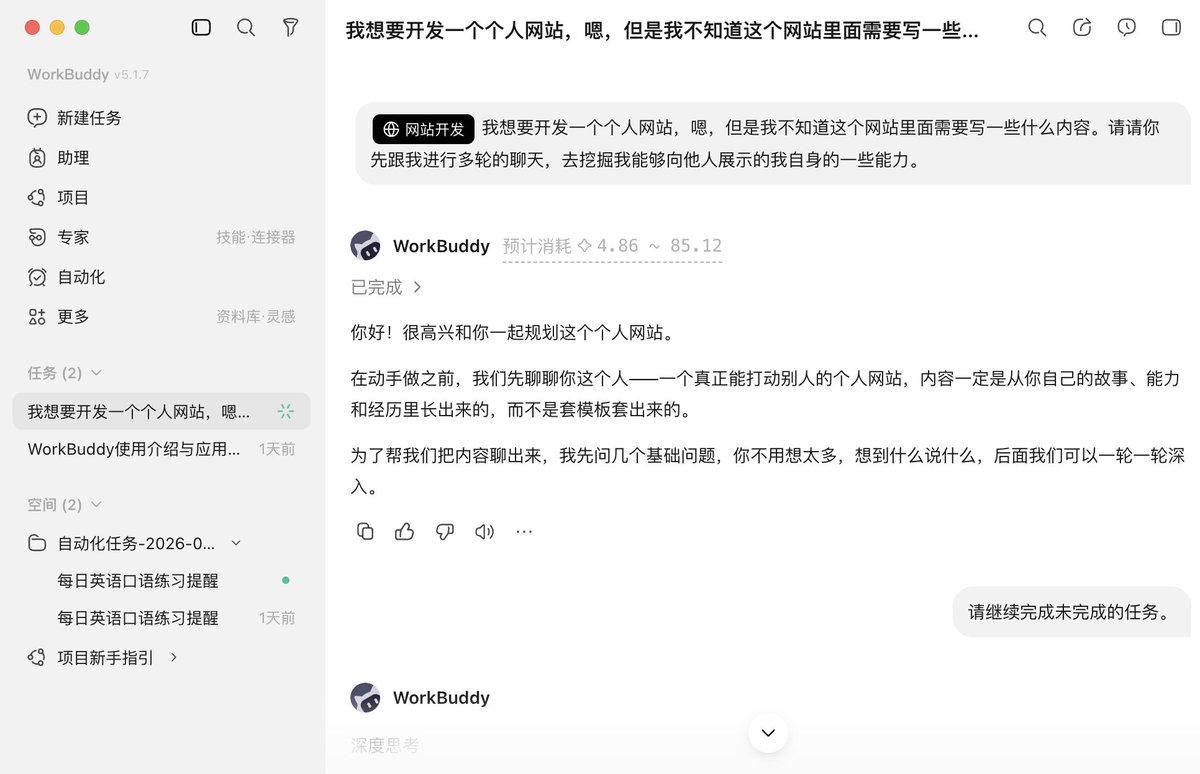 WorkBuddy v5.1.7
新建任务
助理
项目
专家 技能·连接器
自动化
更多 资料库·灵感
任务 (2)
我想要开发一个个人网站，嗯...
WorkBuddy使用介绍与应用... 1天前
空间 (2)
自动化任务-2026-0...
每日英语口语练习提醒
每日英语口语练习提醒 1天前
项目新手指引
我想要开发一个个人网站，嗯，但是我不知道这个网站里面需要写一些...
网站开发 我想要开发一个个人网站，嗯，但是我不知道这个网站里面需要写一些什么内容。请请你
先跟我进行多轮的聊天，去挖掘我能够向他人展示的我自身的一些能力。
WorkBuddy 预计消耗 4.86 ~ 85.12
已完成
你好！很高兴和你一起规划这个个人网站。
在动手做之前，我们先聊聊你这个人——一个真正能打动别人的个人网站，内容一定是从你自己的故事、能力
和经历里长出来的，而不是套模板套出来的。
为了帮我们把内容聊出来，我先问几个基础问题，你不用想太多，想到什么说什么，后面我们可以一轮一轮深
入。
请继续完成未完成的任务。
WorkBuddy
深度思考